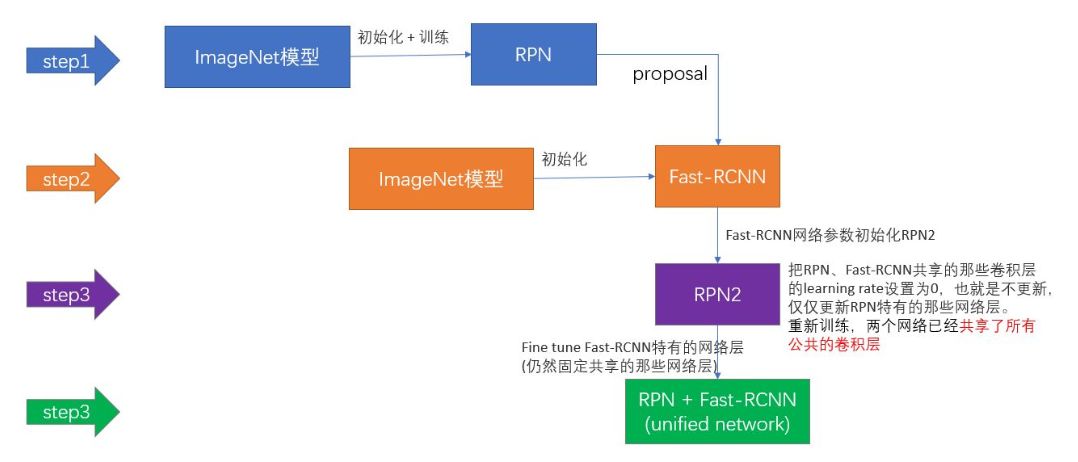 step1
ImageNet模型
初始化 + 训练
RPN
proposal
step2
ImageNet模型
初始化
Fast-RCNN
Fast-RCNN网络参数初始化RPN2
step3
RPN2
把RPN、Fast-RCNN共享的那些卷积层
的learning rate设置为0，也就是不更新，
仅仅更新RPN特有的那些网络层。
重新训练，两个网络已经共享了所有
公共的卷积层
Fine tune Fast-RCNN特有的网络层
(仍然固定共享的那些网络层)
step3
RPN + Fast-RCNN
(unified network)